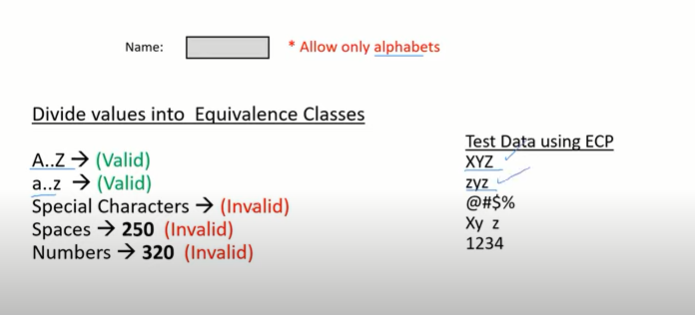 Name:
* Allow only alphabets
Divide values into Equivalence Classes
A..Z → (Valid)
a..z → (Valid)
Special Characters → (Invalid)
Spaces → 250 (Invalid)
Numbers → 320 (Invalid)
Test Data using ECP
XYZ
zyz
@#$%
Xy z
1234